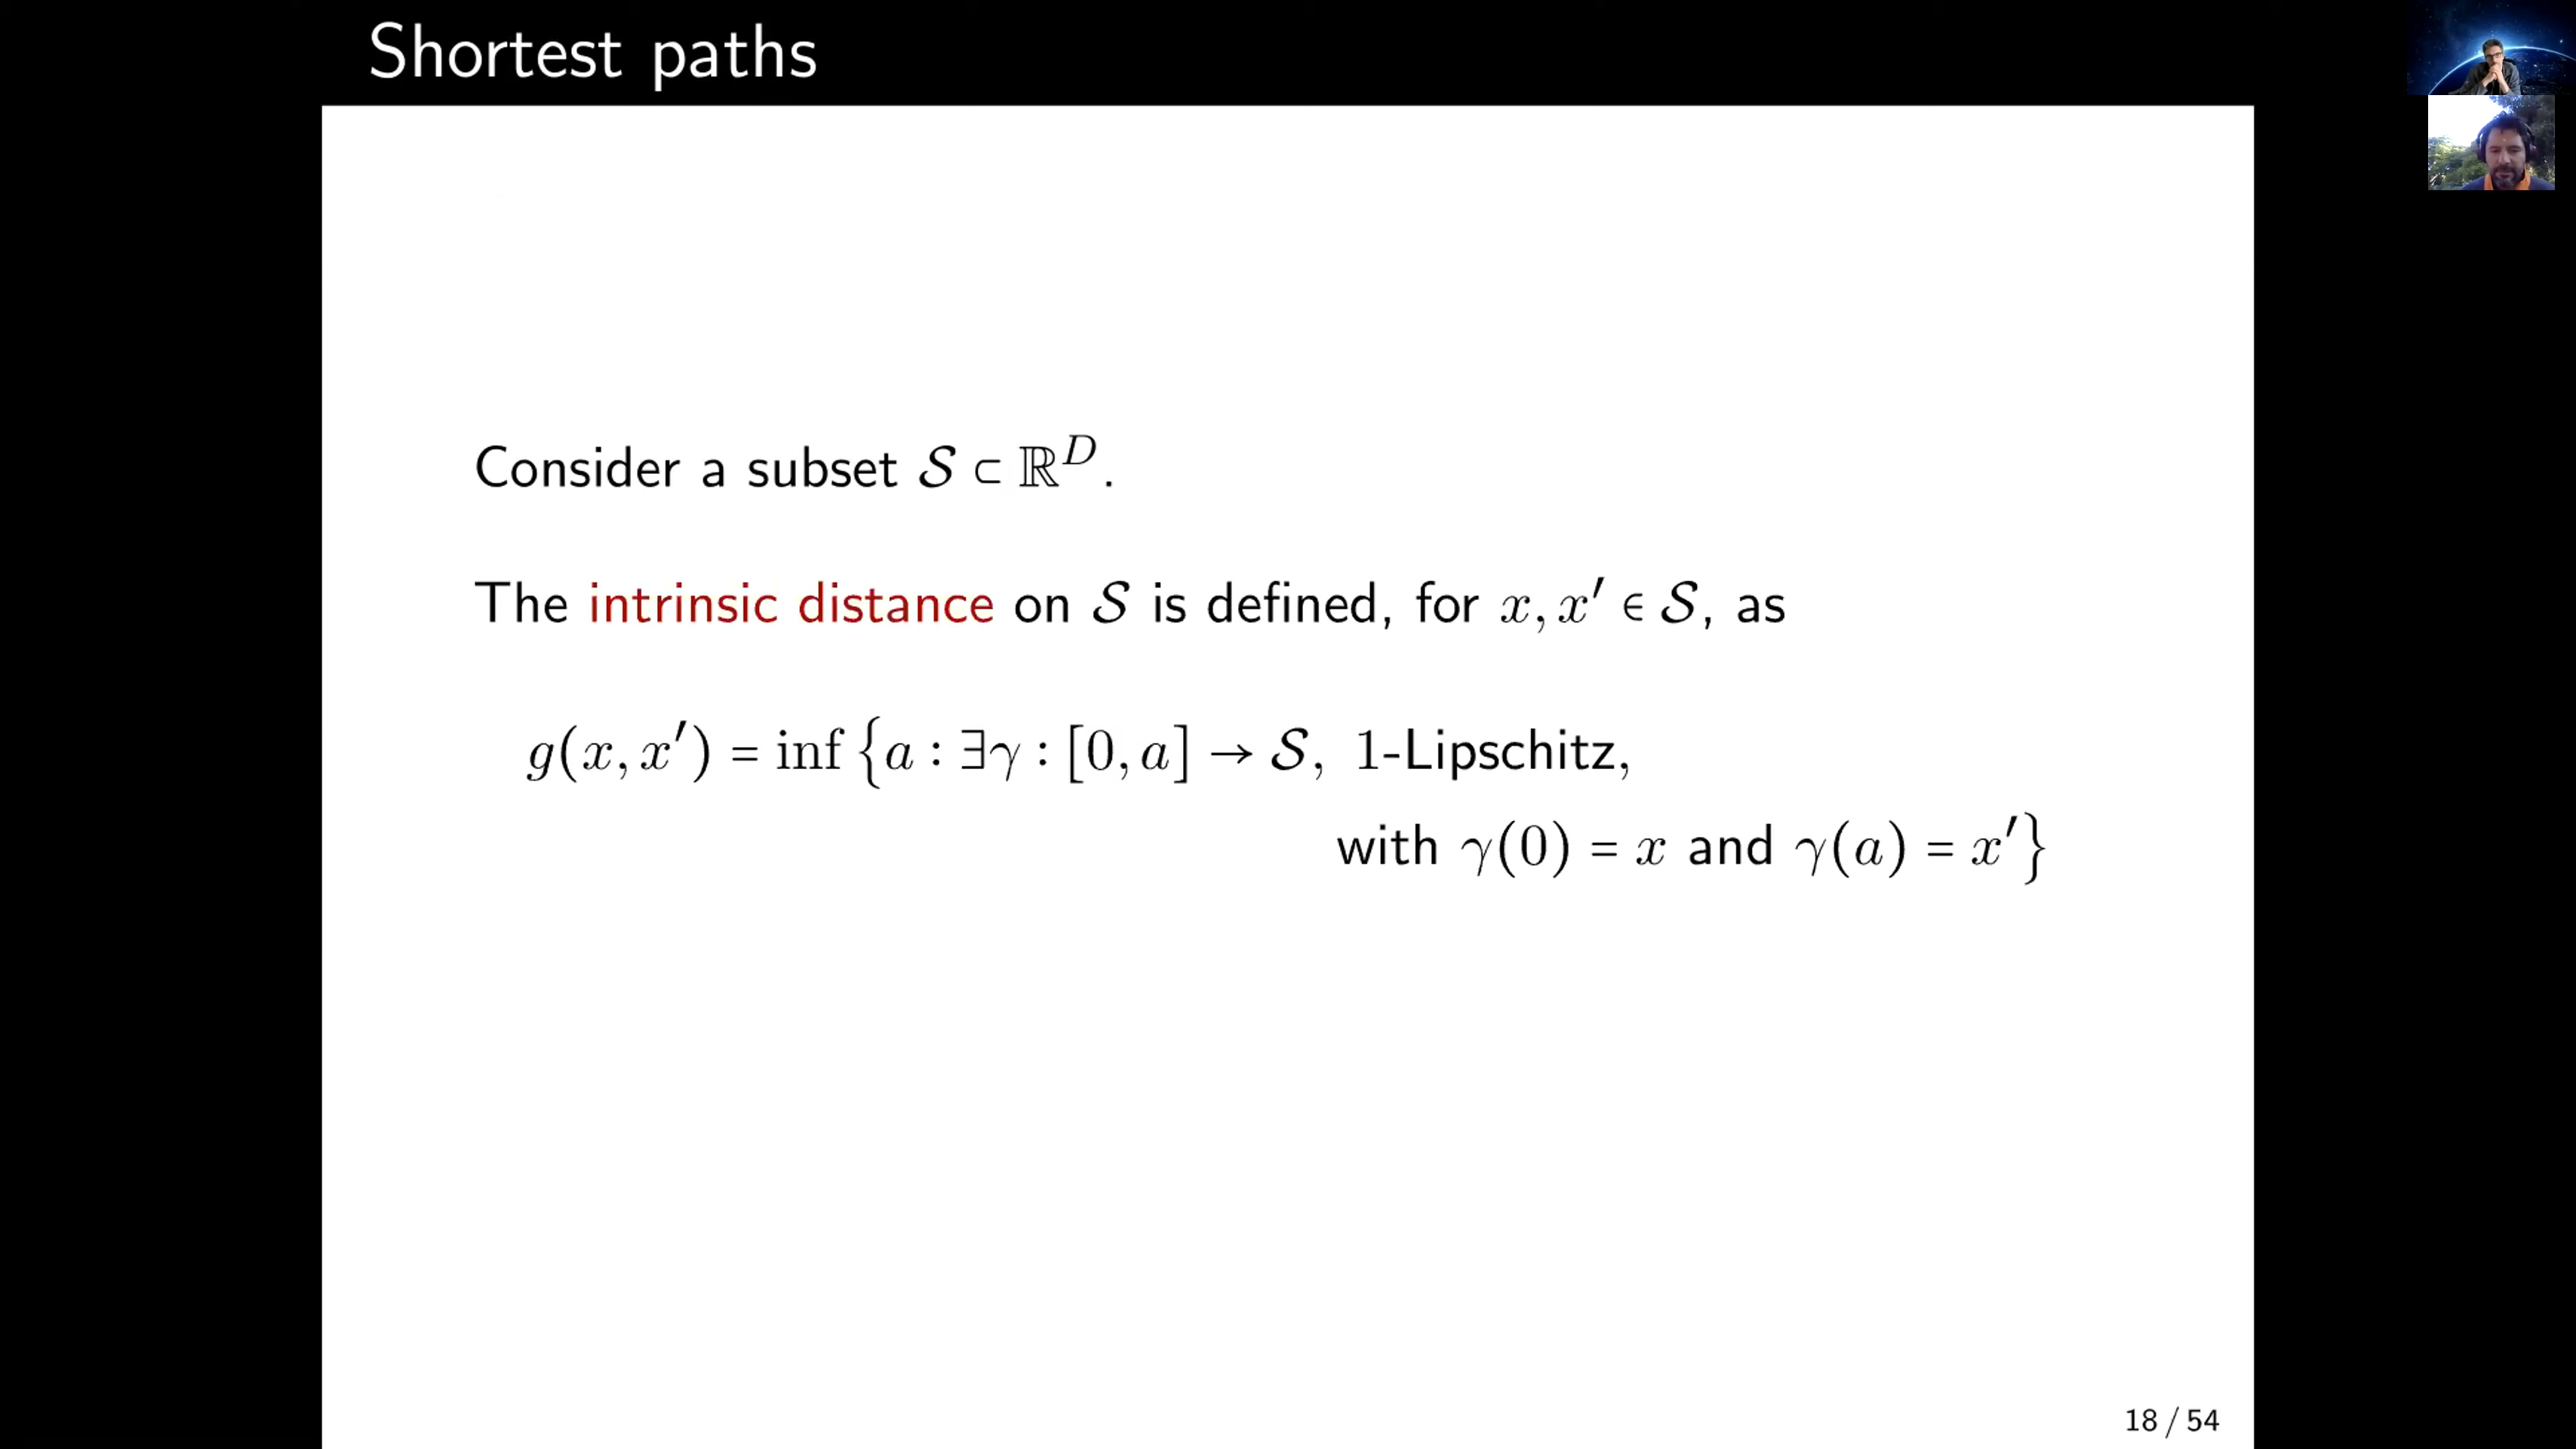 Shortest paths
Consider a subset 𝒮 ⊂ ℝ^D.
The intrinsic distance on 𝒮 is defined, for x, x′ ∈ 𝒮, as
g(x, x′) = inf {a : ∃γ : [0, a] → 𝒮, 1-Lipschitz,
with γ(0) = x and γ(a) = x′}
18 / 54